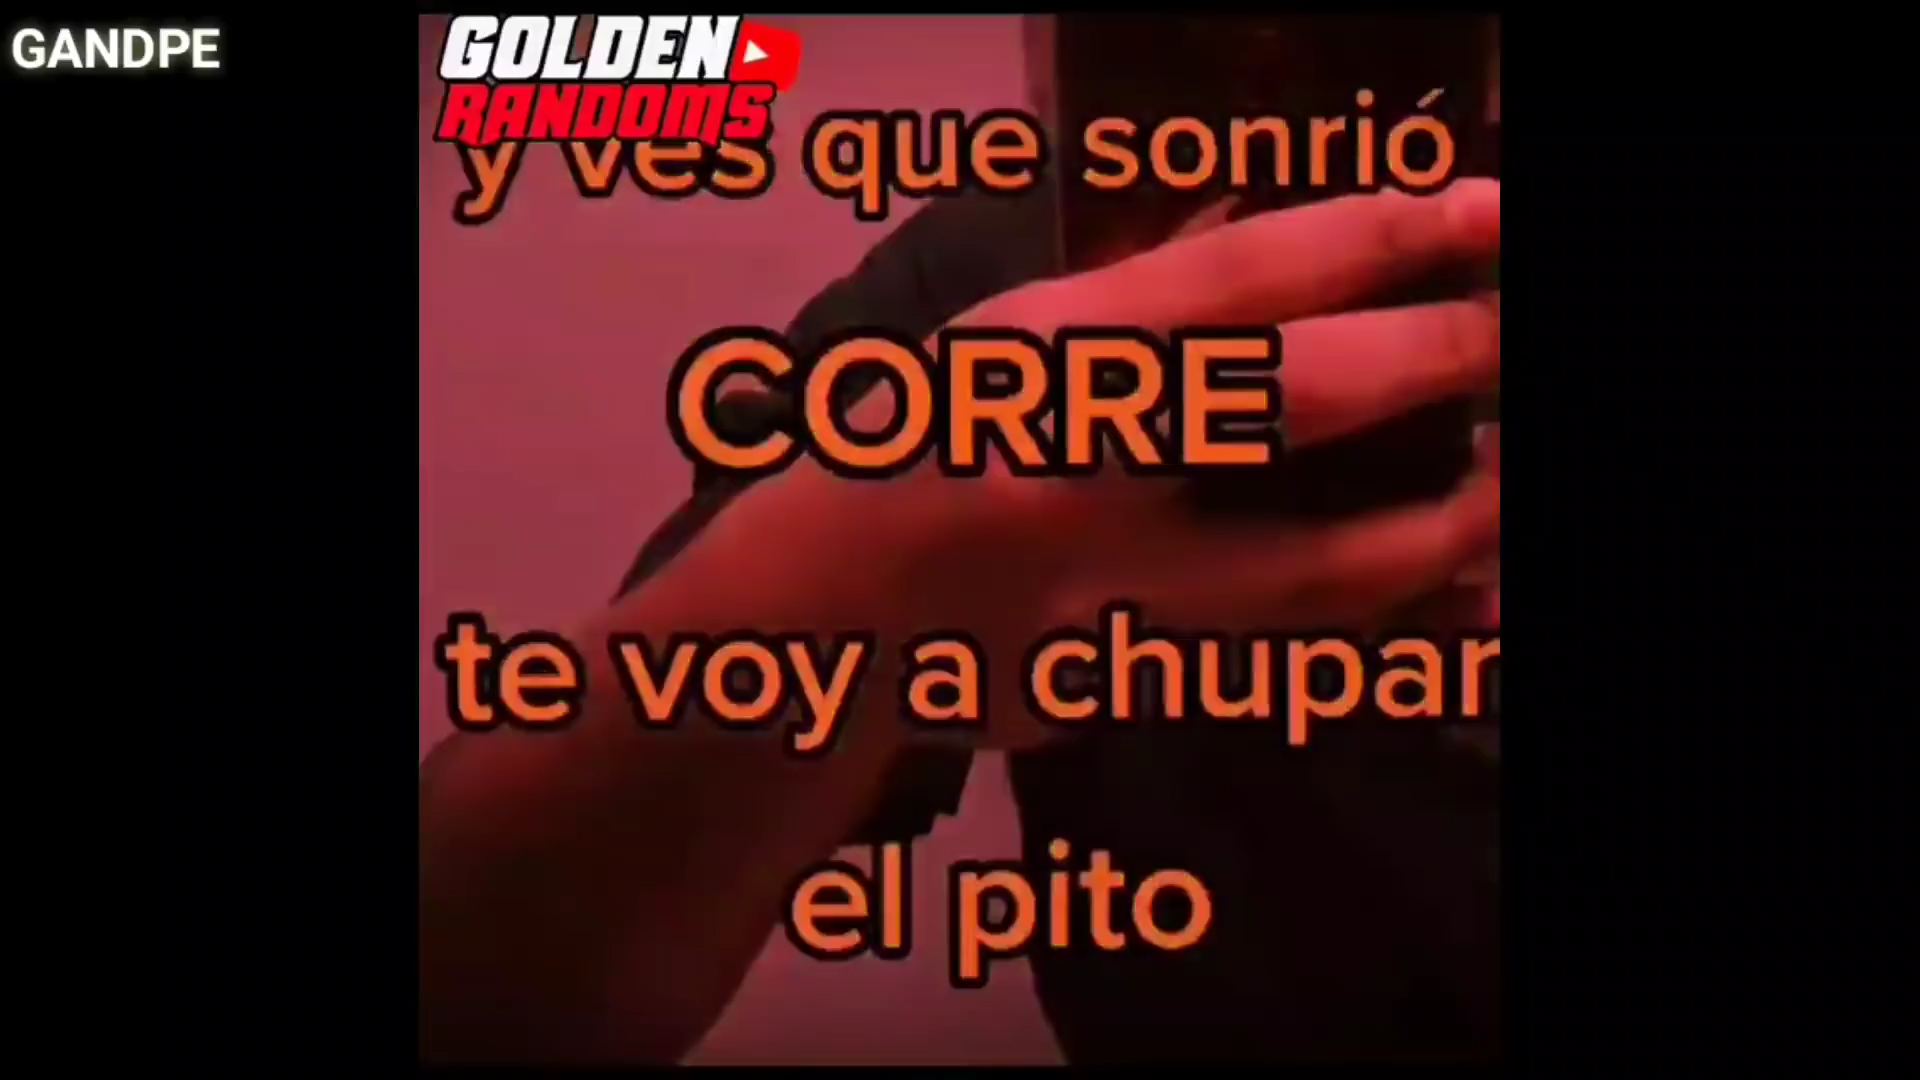 GANDPE
GOLDEN
RANDOMS
y ves que sonrió
CORRE
te voy a chupar
el pito